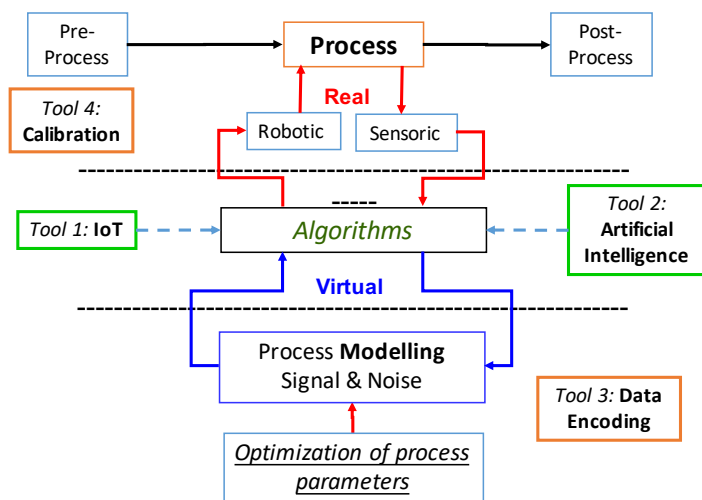 Pre-
Process
Process
Post-
Process
Tool 4:
Calibration
Real
Robotic
Sensoric
Tool 1: IoT
Algorithms
Tool 2:
Artificial
Intelligence
Virtual
Process Modelling
Signal & Noise
Tool 3: Data
Encoding
Optimization of process
parameters